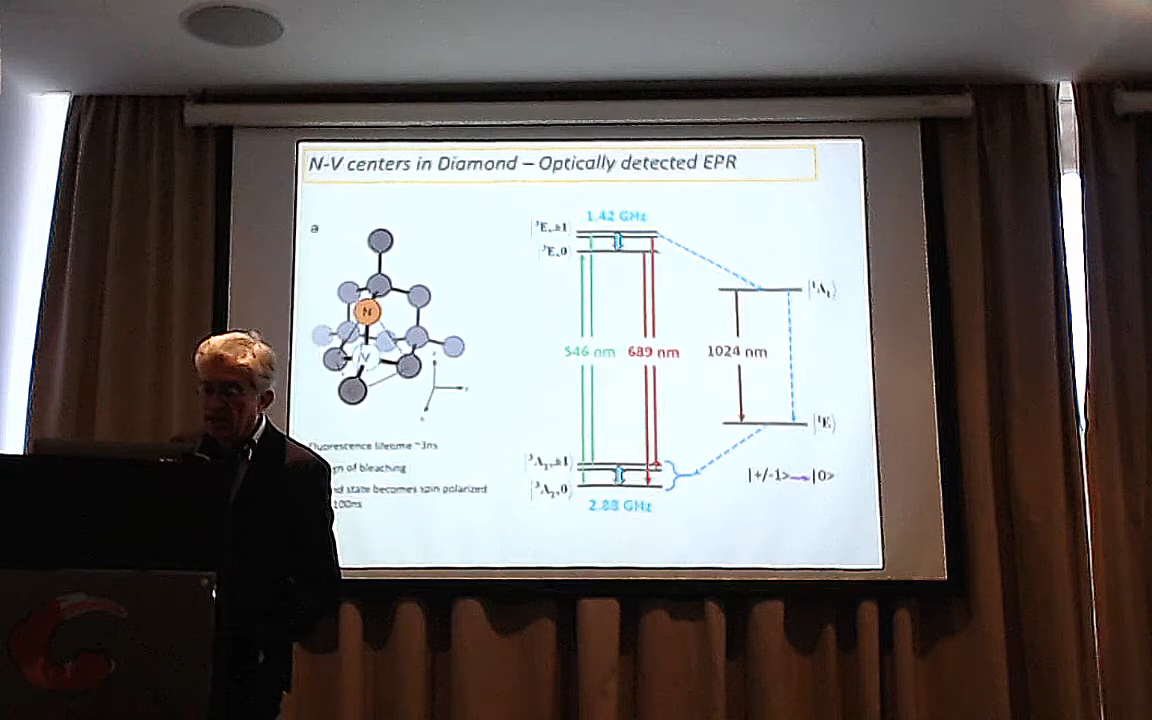 N-V centers in Diamond – Optically detected EPR
a
N
V
1.42 GHz
|³E,±1⟩
|³E,0⟩
546 nm 689 nm 1024 nm
|¹A₁⟩
|¹E⟩
|³A₂,±1⟩
|³A₂,0⟩
2.88 GHz
|+/-1>→|0>
fluorescence lifetime ~3ns
of bleaching
state becomes spin polarized
100ns